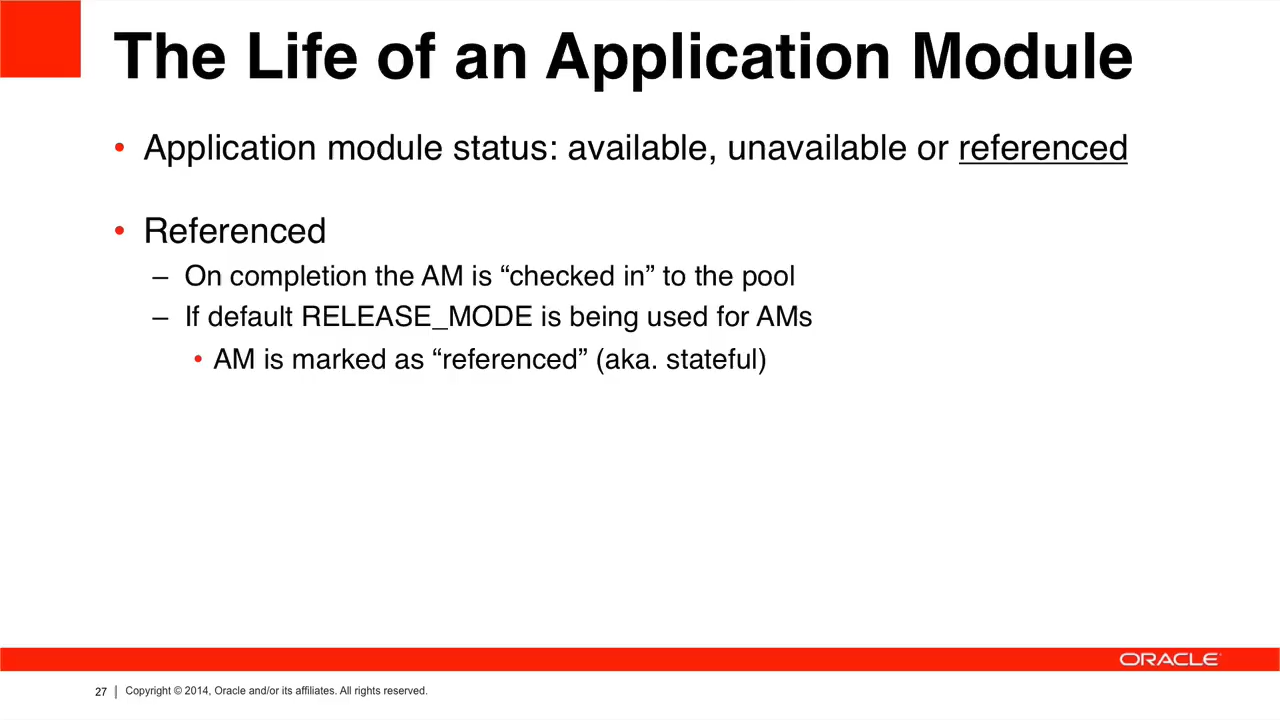 The Life of an Application Module
• Application module status: available, unavailable or referenced
• Referenced
– On completion the AM is “checked in” to the pool
– If default RELEASE_MODE is being used for AMs
• AM is marked as “referenced” (aka. stateful)
ORACLE
27 | Copyright © 2014, Oracle and/or its affiliates. All rights reserved.